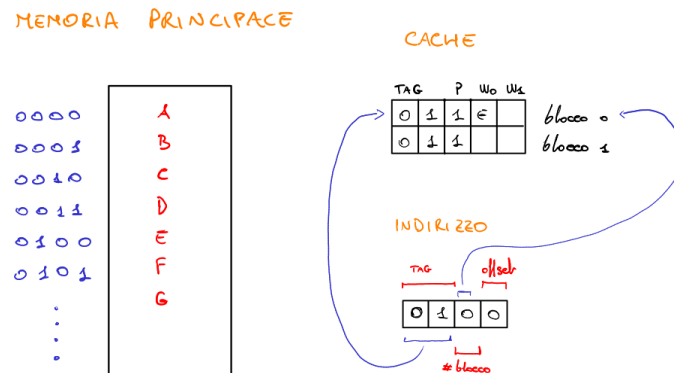 MEMORIA PRINCIPALE
CACHE
TAG P W0 W1
0 1 1 E blocco 0
0 1 1 blocco 1
0000 A
0001 B
0010 C
0011 D
0100 E
0101 F
G
INDIRIZZO
TAG offset
0 1 0 0
# blocco